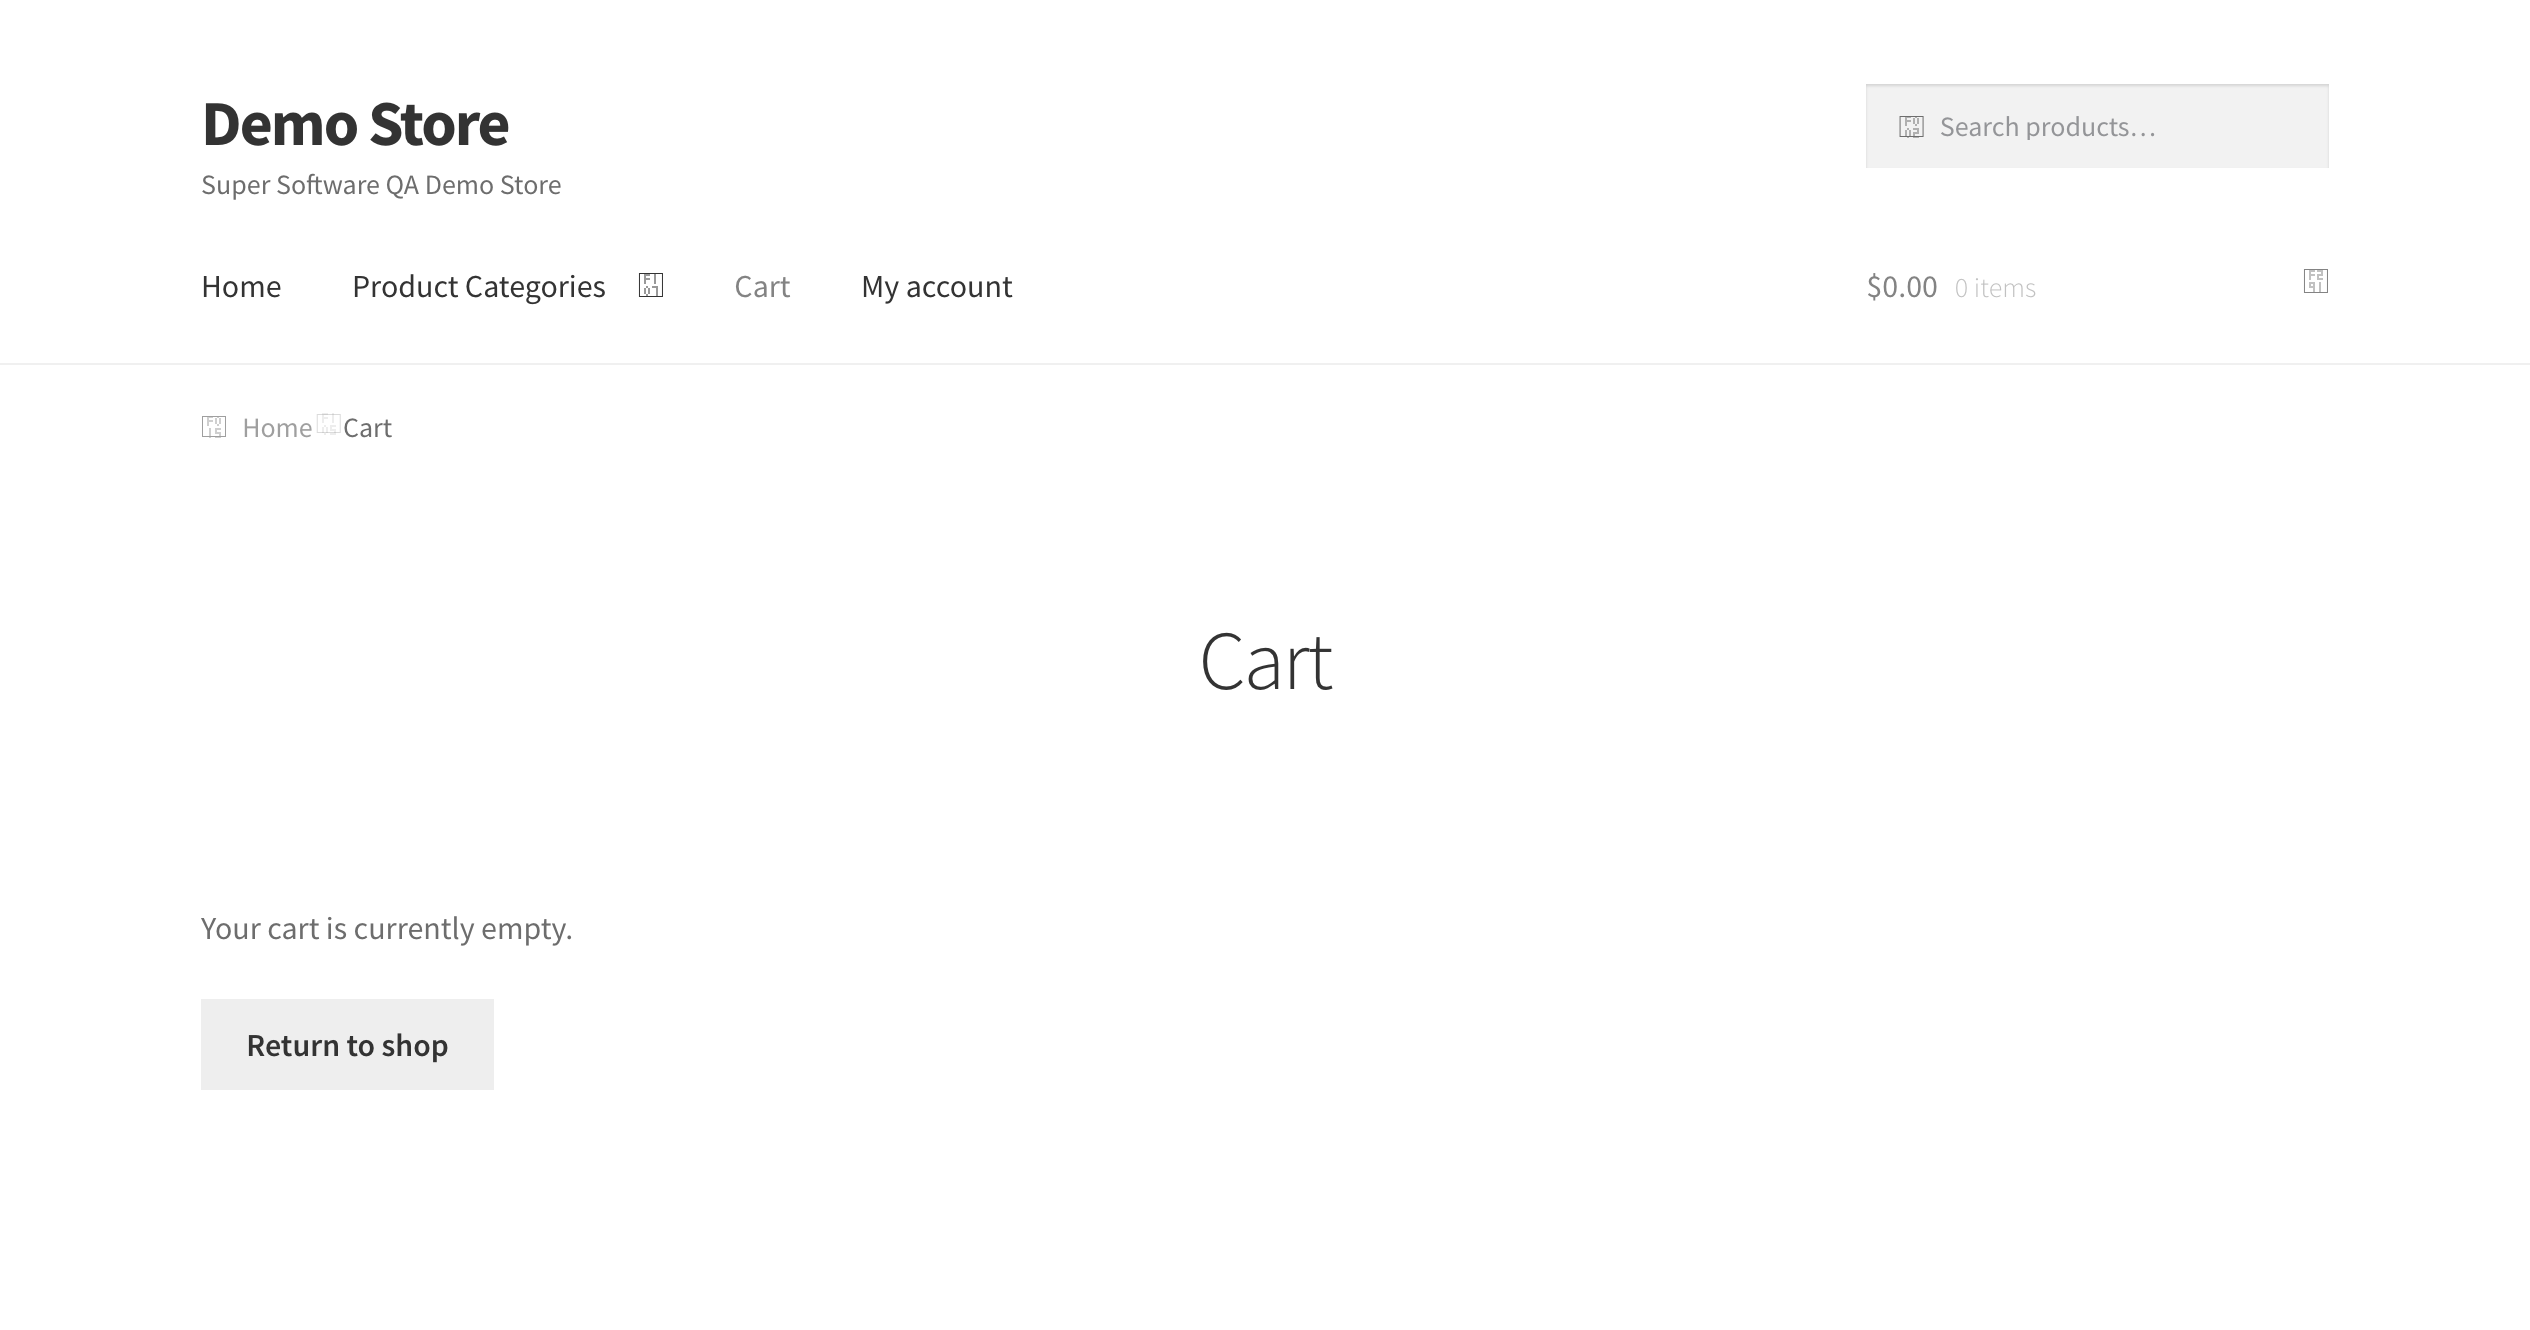 Demo Store
Super Software QA Demo Store
Search products…
Home Product Categories Cart My account
$0.00 0 items
Home Cart
Cart
Your cart is currently empty.
Return to shop